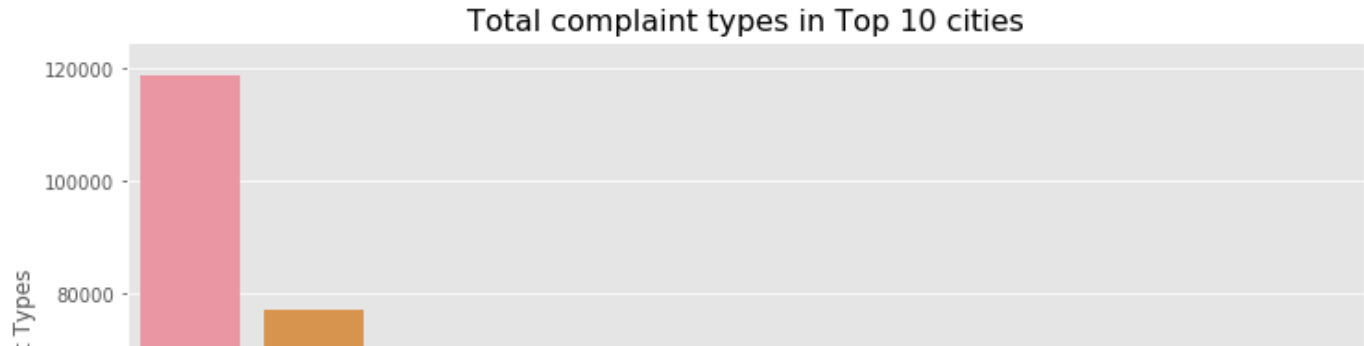 Total complaint types in Top 10 cities
120000
100000
80000
Types